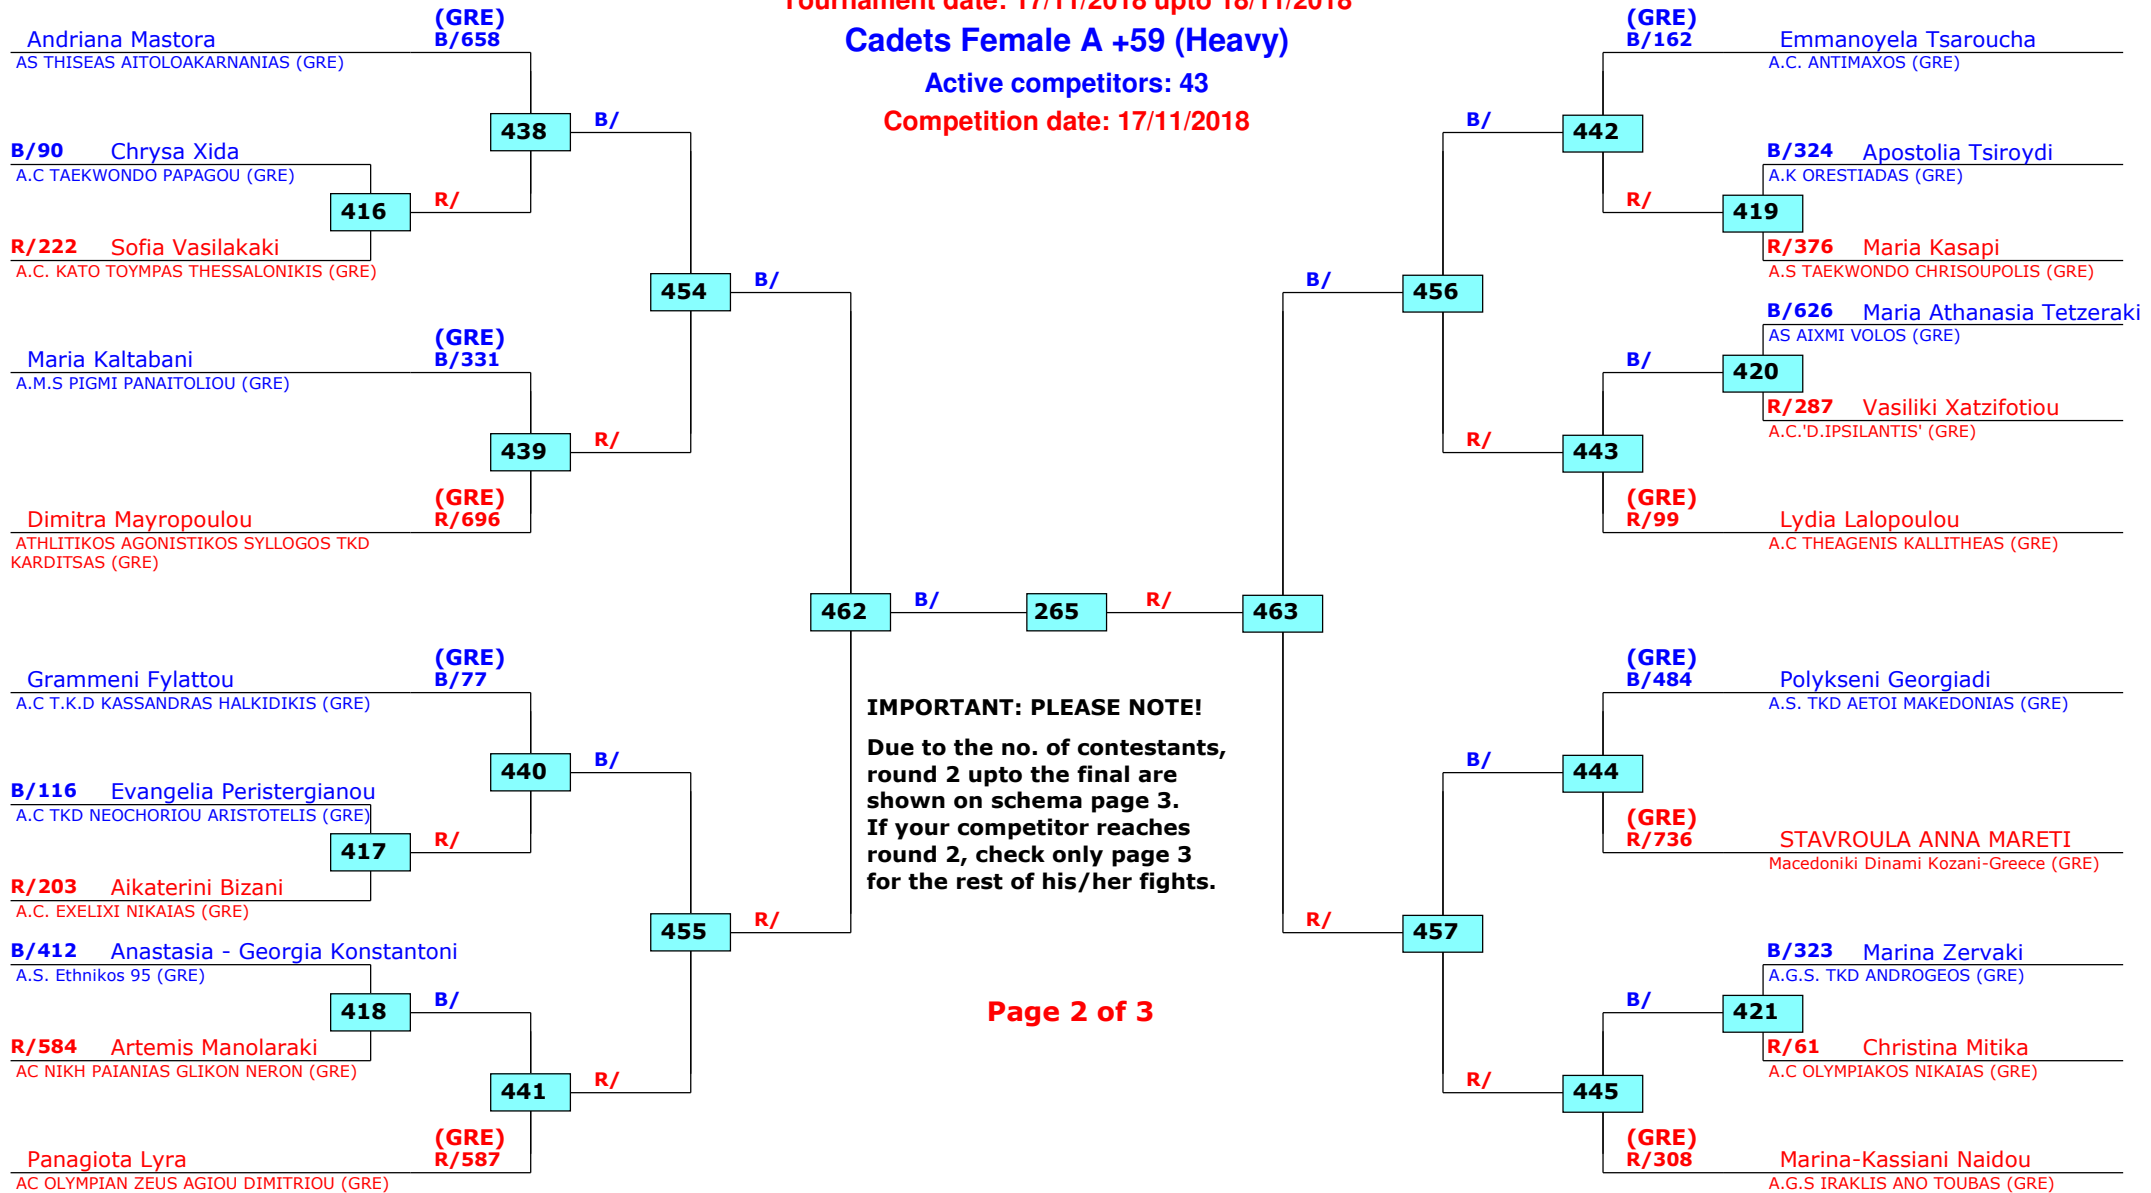 Tournament date: 17/11/2018 upto 18/11/2018
Cadets Female A +59 (Heavy)
Active competitors: 43
Competition date: 17/11/2018
(GRE)
Andriana Mastora B/658
AS THISEAS AITOLOAKARNANIAS (GRE)
438 B/
B/90 Chrysa Xida
A.C TAEKWONDO PAPAGOU (GRE)
416 R/
R/222 Sofia Vasilakaki
A.C. KATO TOYMPAS THESSALONIKIS (GRE)
454 B/
(GRE)
Maria Kaltabani B/331
A.M.S PIGMI PANAITOLIOU (GRE)
439 R/
(GRE)
Dimitra Mayropoulou R/696
ATHLITIKOS AGONISTIKOS SYLLOGOS TKD
KARDITSAS (GRE)
462 B/ 265 R/ 463
(GRE)
Grammeni Fylattou B/77
A.C T.K.D KASSANDRAS HALKIDIKIS (GRE)
440 B/
B/116 Evangelia Peristergianou
A.C TKD NEOCHORIOU ARISTOTELIS (GRE)
417 R/
R/203 Aikaterini Bizani
A.C. EXELIXI NIKAIAS (GRE)
455 R/
B/412 Anastasia - Georgia Konstantoni
A.S. Ethnikos 95 (GRE)
418 B/
R/584 Artemis Manolaraki
AC NIKH PAIANIAS GLIKON NERON (GRE)
441 R/
(GRE)
Panagiota Lyra R/587
AC OLYMPIAN ZEUS AGIOU DIMITRIOU (GRE)
IMPORTANT: PLEASE NOTE!
Due to the no. of contestants,
round 2 upto the final are
shown on schema page 3.
If your competitor reaches
round 2, check only page 3
for the rest of his/her fights.
Page 2 of 3
(GRE)
B/162 Emmanoyela Tsaroucha
A.C. ANTIMAXOS (GRE)
B/ 442
B/324 Apostolia Tsiroydi
A.K ORESTIADAS (GRE)
R/ 419
R/376 Maria Kasapi
A.S TAEKWONDO CHRISOUPOLIS (GRE)
B/ 456
B/626 Maria Athanasia Tetzeraki
AS AIXMI VOLOS (GRE)
B/ 420
R/287 Vasiliki Xatzifotiou
A.C.'D.IPSILANTIS' (GRE)
R/ 443
(GRE)
R/99 Lydia Lalopoulou
A.C THEAGENIS KALLITHEAS (GRE)
(GRE)
B/484 Polykseni Georgiadi
A.S. TKD AETOI MAKEDONIAS (GRE)
B/ 444
(GRE)
R/736 STAVROULA ANNA MARETI
Macedoniki Dinami Kozani-Greece (GRE)
R/ 457
B/323 Marina Zervaki
A.G.S. TKD ANDROGEOS (GRE)
B/ 421
R/61 Christina Mitika
A.C OLYMPIAKOS NIKAIAS (GRE)
R/ 445
(GRE)
R/308 Marina-Kassiani Naidou
A.G.S IRAKLIS ANO TOUBAS (GRE)